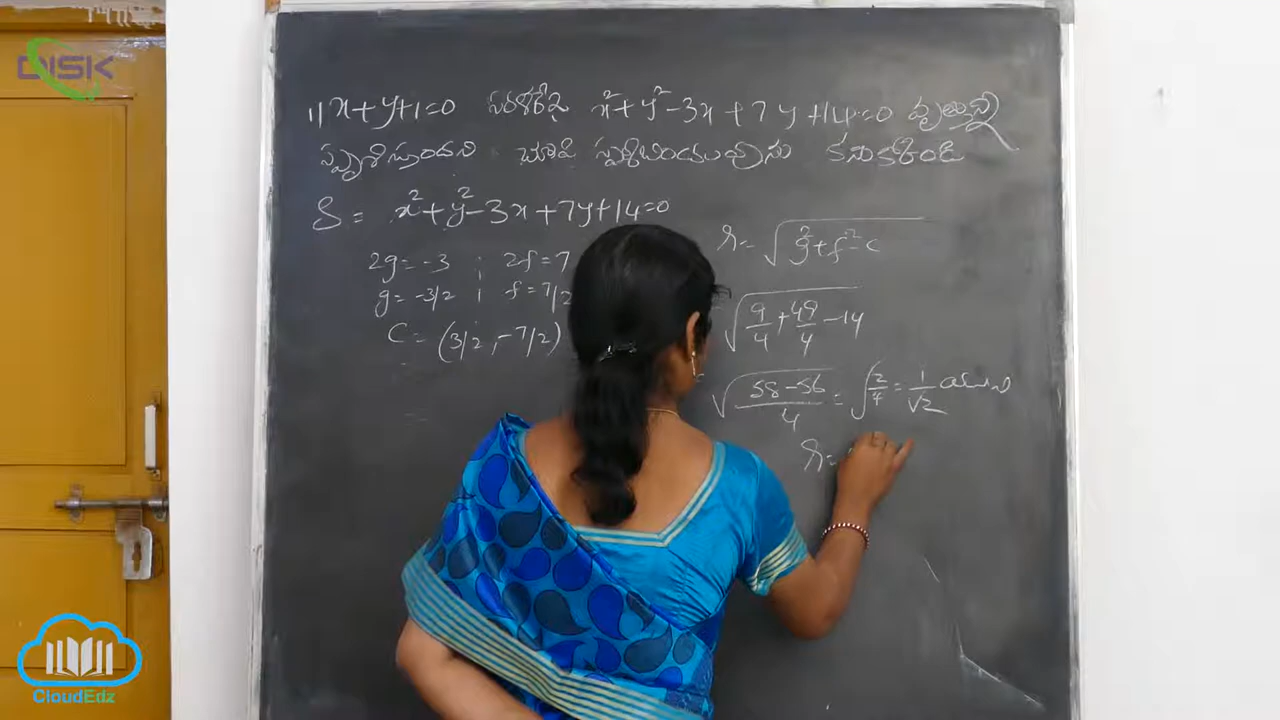 DISK
11 x+y+1=0 సరళరేఖ x²+y²-3x+7y+14=0 వృత్తాన్ని
స్పృశిస్తుందని చూపి స్పర్శబిందువును కనుక్కోండి
S = x²+y²-3x+7y+14=0
2g=-3 ; 2f=7
g=-3/2 ; f=7/2
C=(3/2,-7/2)
r=√g²+f²-c
√9/4+49/4-14
√58-56/4=√2/4=1/√2
r=
CloudEdz